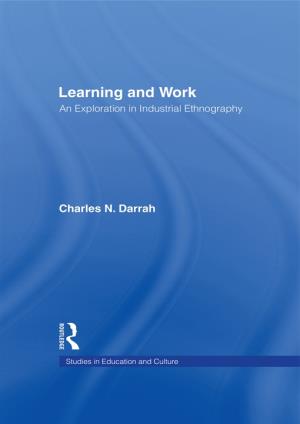 Learning and Work
An Exploration in Industrial Ethnography
Charles N. Darrah
ROUTLEDGE
Studies in Education and Culture